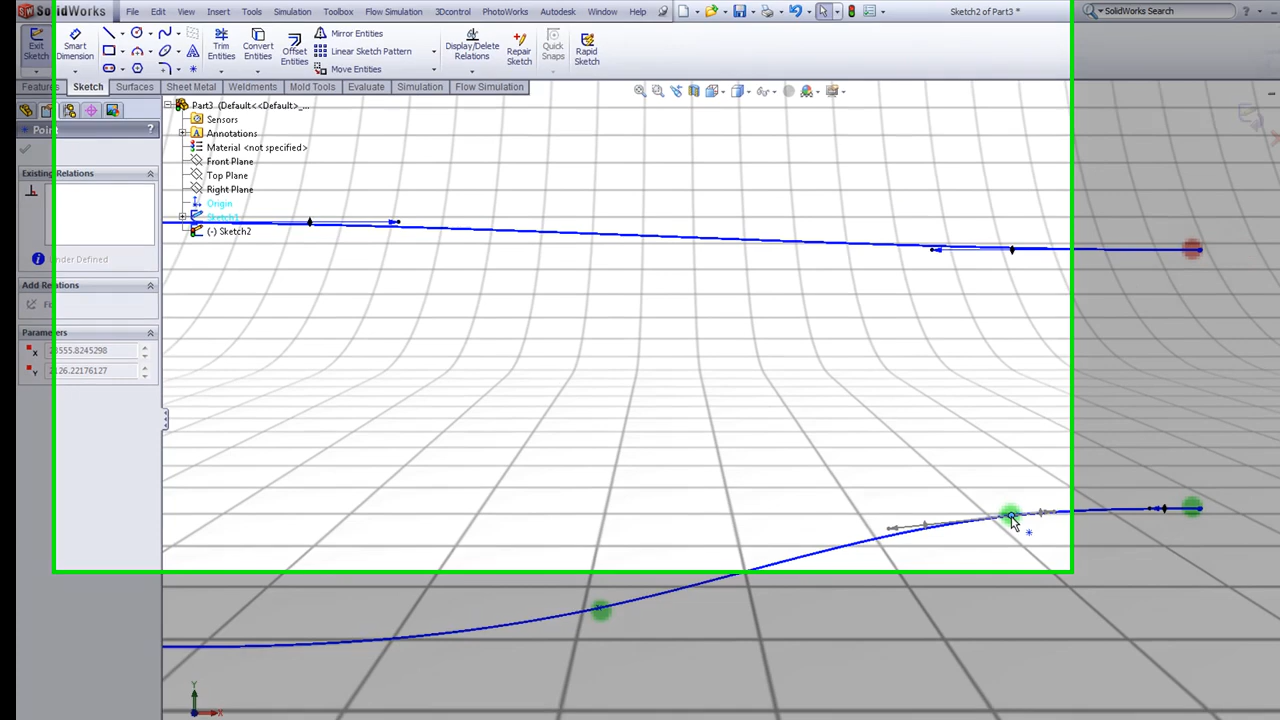 SolidWorks File Edit View Insert Tools Simulation Toolbox Flow Simulation 3Dcontrol PhotoWorks Autodesk Window Help Sketch2 of Part3 * SolidWorks Search
Exit Sketch
Smart Dimension
Trim Entities
Convert Entities
Offset Entities
Mirror Entities
Linear Sketch Pattern
Move Entities
Display/Delete Relations
Repair Sketch
Quick Snaps
Rapid Sketch
Features Sketch Surfaces Sheet Metal Weldments Mold Tools Evaluate Simulation Flow Simulation
Part3 (Default<<Default>_...
Sensors
Annotations
Material <not specified>
Front Plane
Top Plane
Right Plane
Origin
Sketch1
(-) Sketch2
Point ?
Existing Relations
Under Defined
Add Relations
Parameters
X
Y 2126.22176127
Y
X